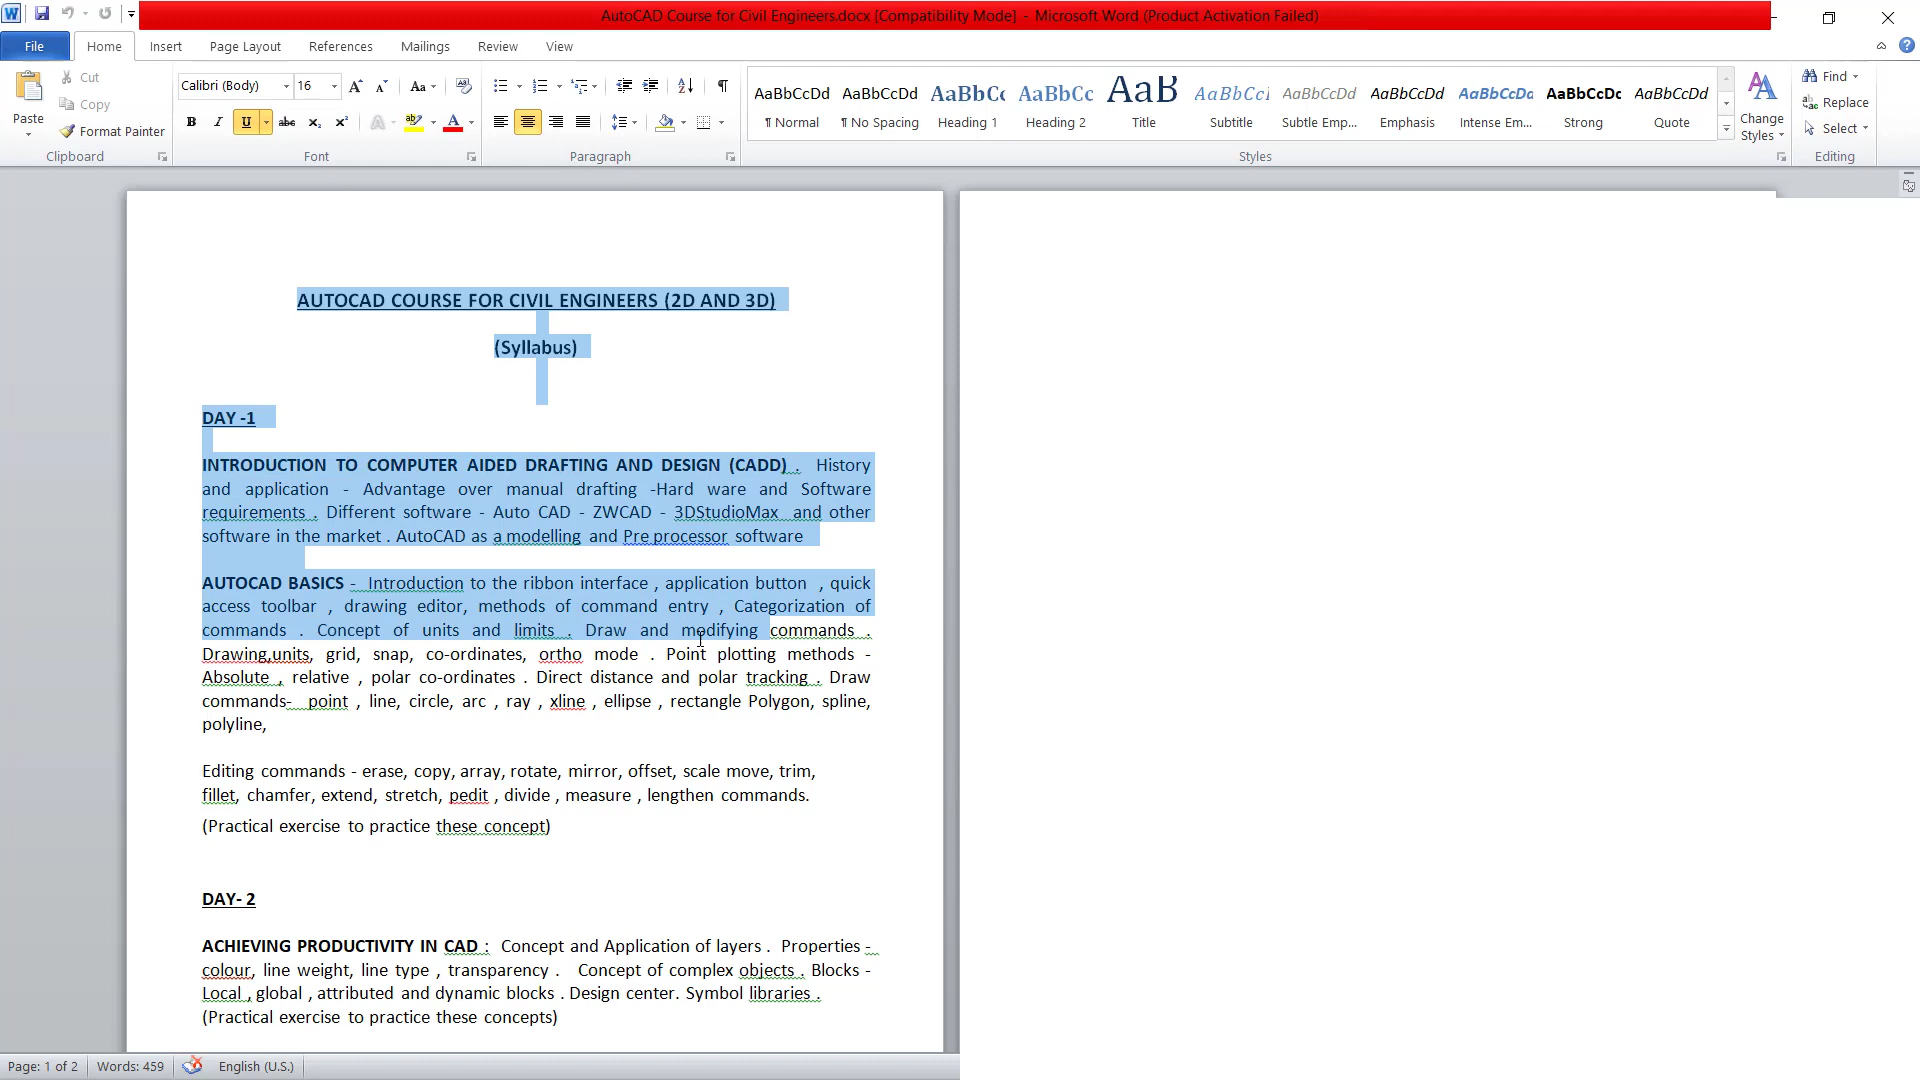 AutoCAD Course for Civil Engineers.docx [Compatibility Mode] - Microsoft Word (Product Activation Failed)
File Home Insert Page Layout References Mailings Review View
Cut
Copy
Format Painter
Paste
Clipboard
Calibri (Body) 16
Font
Paragraph
AaBbCcDd AaBbCcDd AaBbCc AaBbCc AaB AaBbCcI AaBbCcDd AaBbCcDd AaBbCcDd AaBbCcDc AaBbCcDd
¶ Normal ¶ No Spacing Heading 1 Heading 2 Title Subtitle Subtle Emp... Emphasis Intense Em... Strong Quote
Styles
Change
Styles
Find
Replace
Select
Editing
AUTOCAD COURSE FOR CIVIL ENGINEERS (2D AND 3D)
(Syllabus)
DAY -1
INTRODUCTION TO COMPUTER AIDED DRAFTING AND DESIGN (CADD) . History
and application - Advantage over manual drafting -Hard ware and Software
requirements . Different software - Auto CAD - ZWCAD - 3DStudioMax and other
software in the market . AutoCAD as a modelling and Pre processor software
AUTOCAD BASICS - Introduction to the ribbon interface , application button , quick
access toolbar , drawing editor, methods of command entry , Categorization of
commands . Concept of units and limits . Draw and modifying commands .
Drawing,units, grid, snap, co-ordinates, ortho mode . Point plotting methods -
Absolute , relative , polar co-ordinates . Direct distance and polar tracking . Draw
commands- point , line, circle, arc , ray , xline , ellipse , rectangle Polygon, spline,
polyline,
Editing commands - erase, copy, array, rotate, mirror, offset, scale move, trim,
fillet, chamfer, extend, stretch, pedit , divide , measure , lengthen commands.
(Practical exercise to practice these concept)
DAY- 2
ACHIEVING PRODUCTIVITY IN CAD : Concept and Application of layers . Properties -
colour, line weight, line type , transparency . Concept of complex objects . Blocks -
Local , global , attributed and dynamic blocks . Design center. Symbol libraries .
(Practical exercise to practice these concepts)
Page: 1 of 2 Words: 459 English (U.S.)